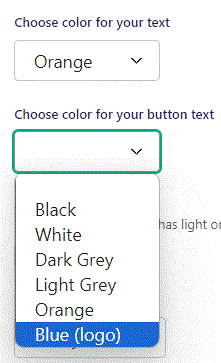 Choose color for your text
Orange
Choose color for your button text
Black
White
has light or
Dark Grey
Light Grey
Orange
Blue (logo)